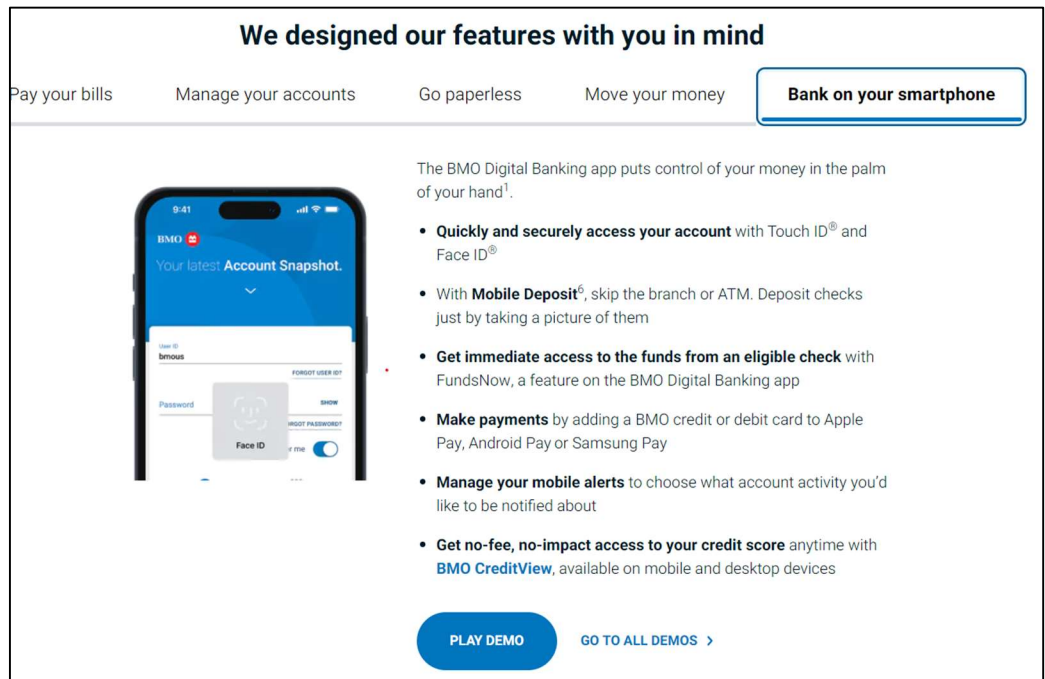 We designed our features with you in mind
Pay your bills
Manage your accounts
Go paperless
Move your money
Bank on your smartphone
The BMO Digital Banking app puts control of your money in the palm
of your hand¹.
• Quickly and securely access your account with Touch ID® and
Face ID®
• With Mobile Deposit⁶, skip the branch or ATM. Deposit checks
just by taking a picture of them
• Get immediate access to the funds from an eligible check with
FundsNow, a feature on the BMO Digital Banking app
• Make payments by adding a BMO credit or debit card to Apple
Pay, Android Pay or Samsung Pay
• Manage your mobile alerts to choose what account activity you’d
like to be notified about
• Get no-fee, no-impact access to your credit score anytime with
BMO CreditView, available on mobile and desktop devices
PLAY DEMO
GO TO ALL DEMOS >
9:41
BMO
Your latest Account Snapshot.
User ID
bmous
FORGOT USER ID?
Password
SHOW
ORGOT PASSWORD?
Face ID
r me